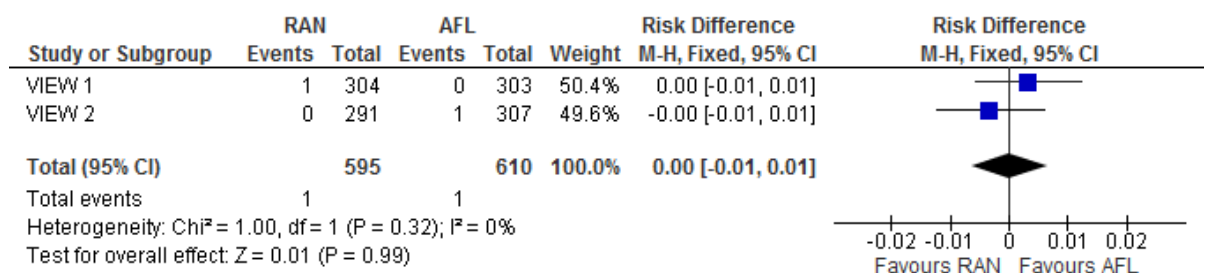 RAN AFL Risk Difference Risk Difference
Study or Subgroup Events Total Events Total Weight M-H, Fixed, 95% CI M-H, Fixed, 95% CI
VIEW 1 1 304 0 303 50.4% 0.00 [-0.01, 0.01]
VIEW 2 0 291 1 307 49.6% -0.00 [-0.01, 0.01]
Total (95% CI) 595 610 100.0% 0.00 [-0.01, 0.01]
Total events 1 1
Heterogeneity: Chi² = 1.00, df = 1 (P = 0.32); I² = 0%
Test for overall effect: Z = 0.01 (P = 0.99)
-0.02 -0.01 0 0.01 0.02
Favours RAN Favours AFL